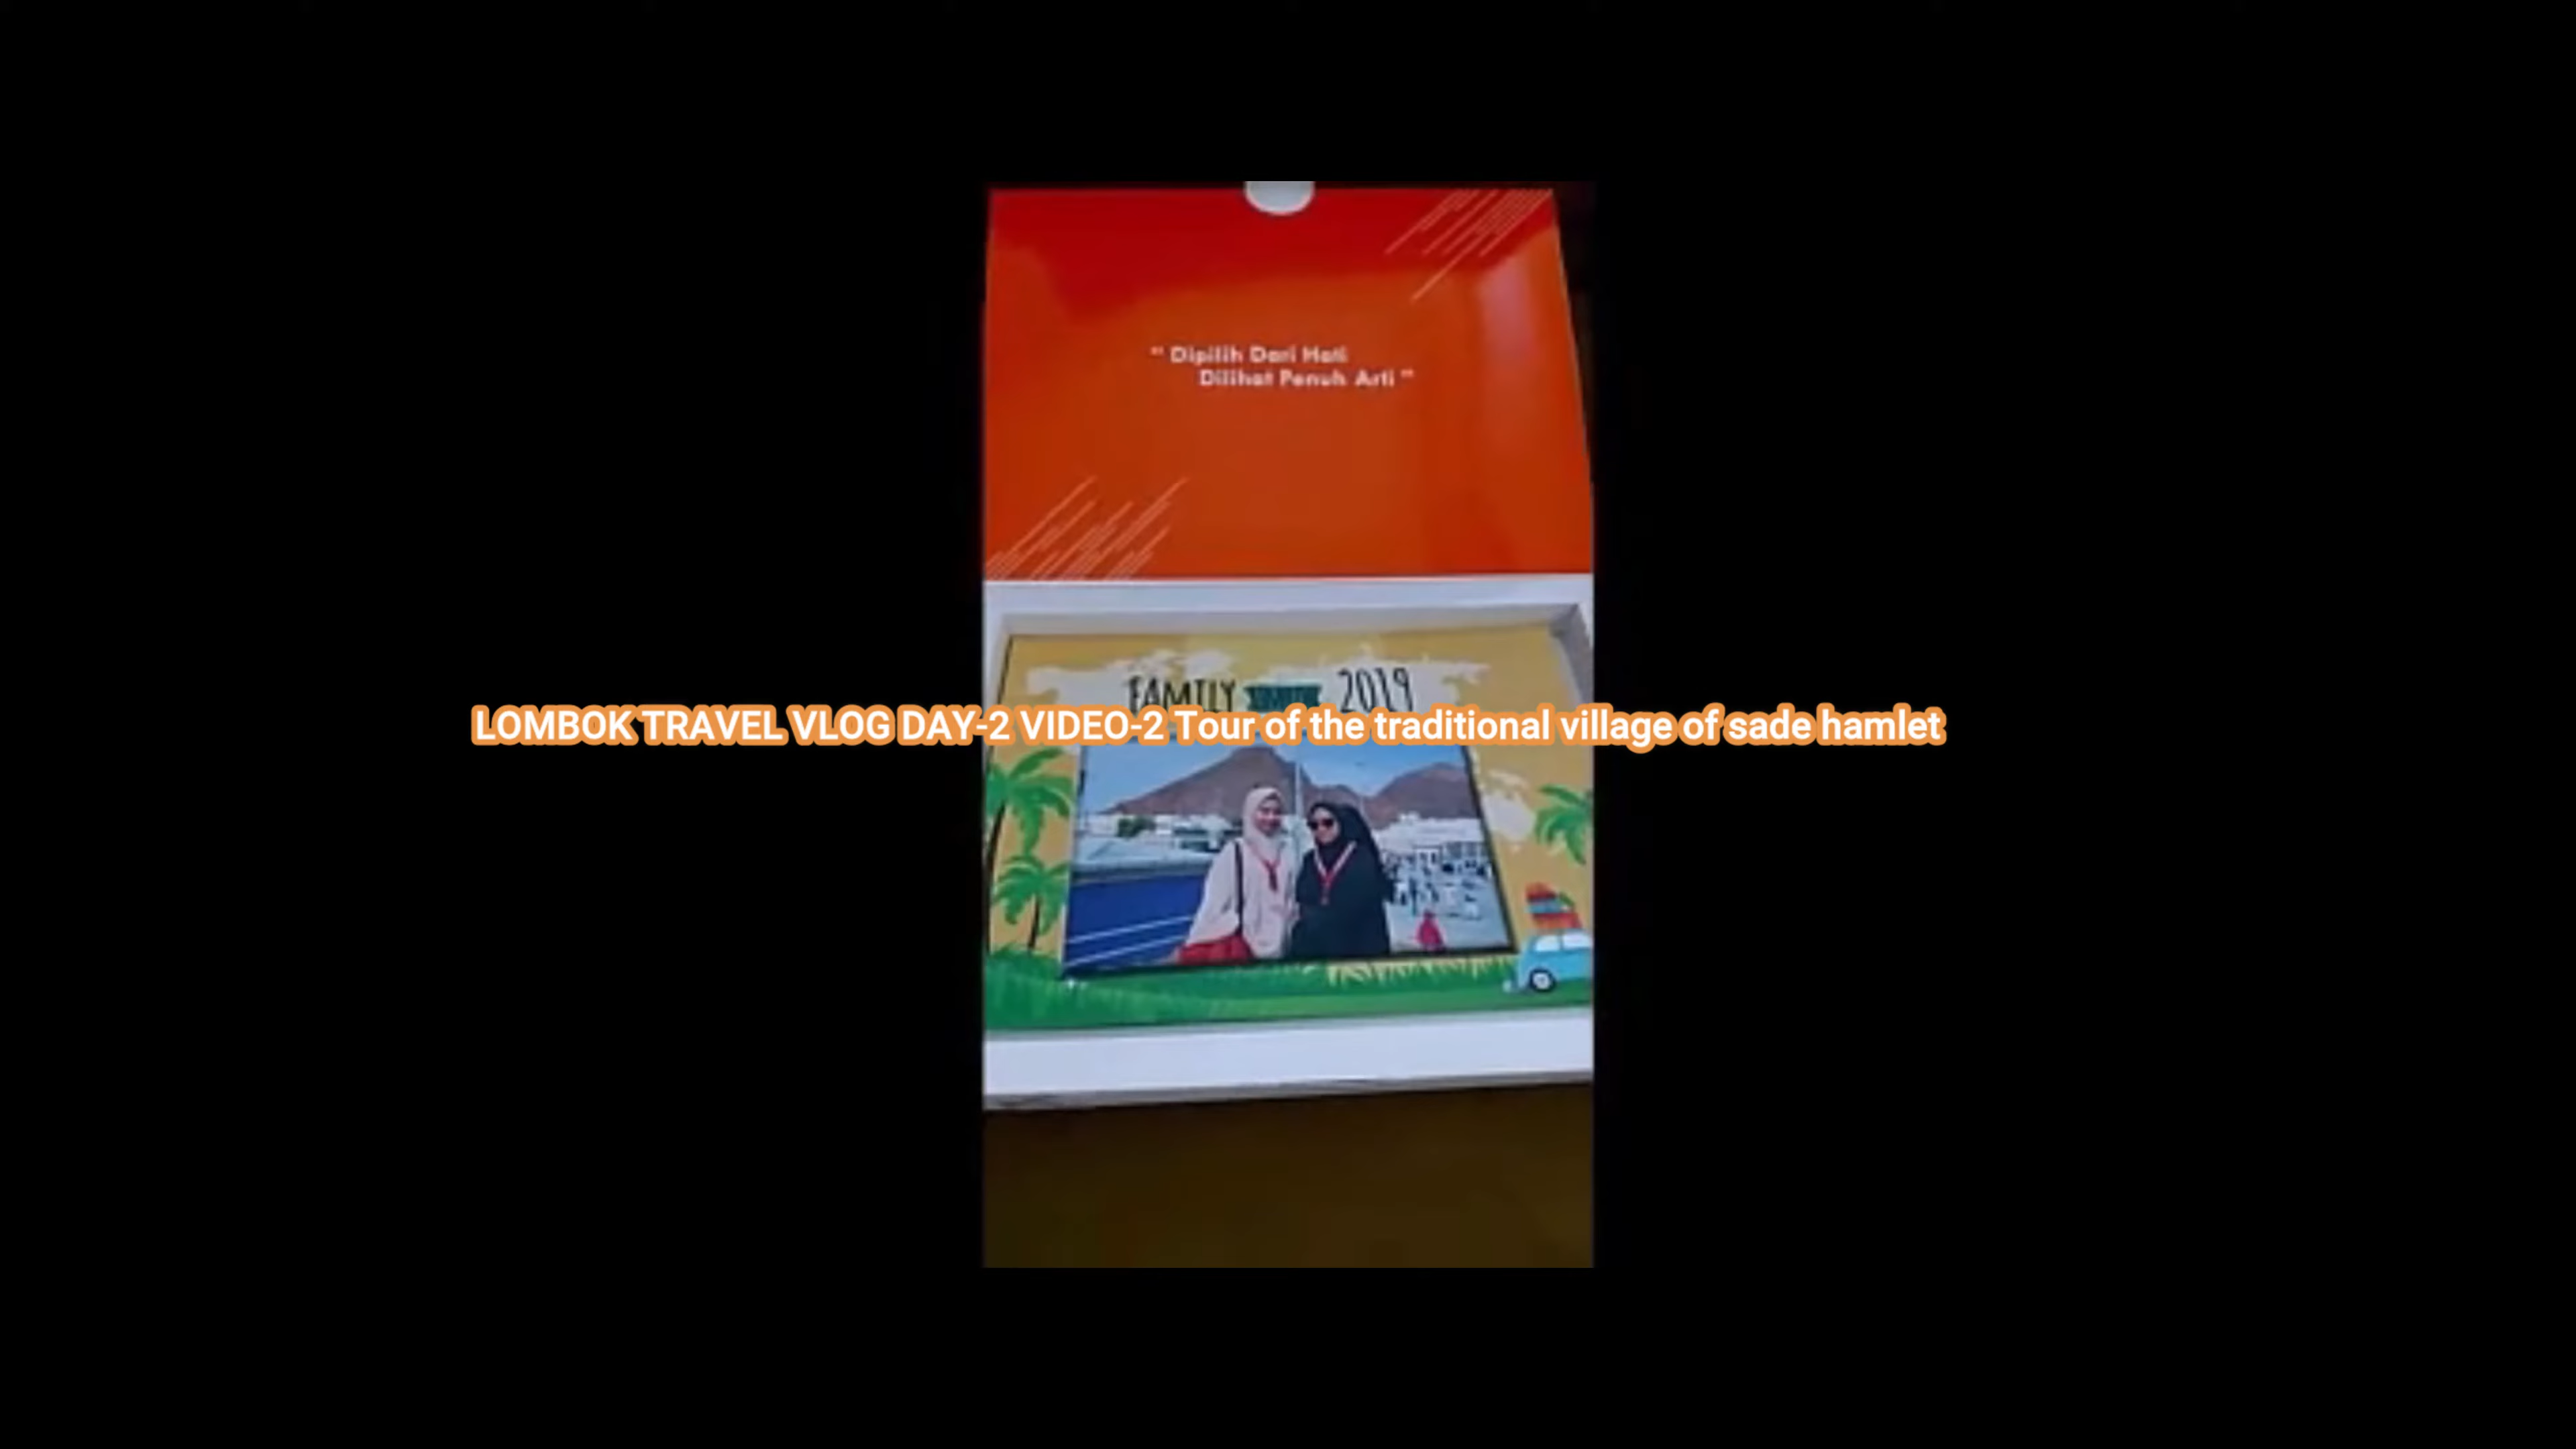 " Dipilih Dari Hati
Dilihat Penuh Arti "
FAMILY 2019
LOMBOK TRAVEL VLOG DAY-2 VIDEO-2 Tour of the traditional village of sade hamlet